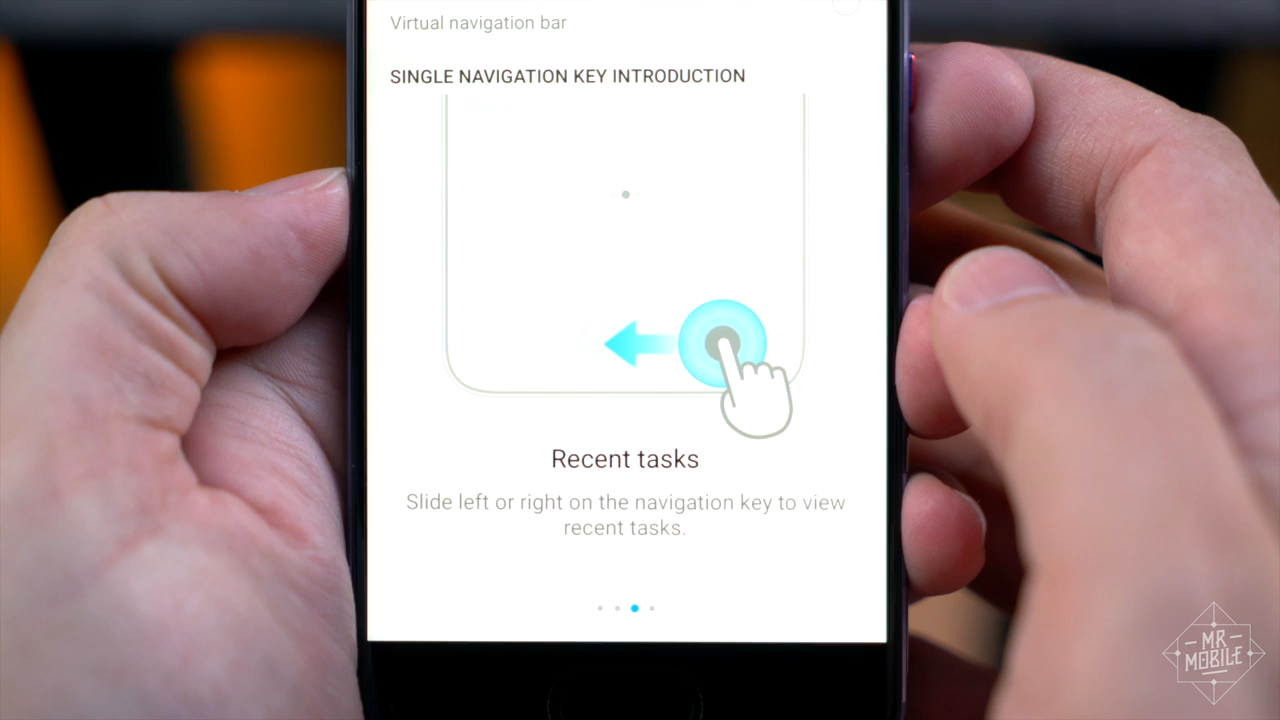 Virtual navigation bar
SINGLE NAVIGATION KEY INTRODUCTION
Recent tasks
Slide left or right on the navigation key to view
recent tasks.
MR
MOBILE